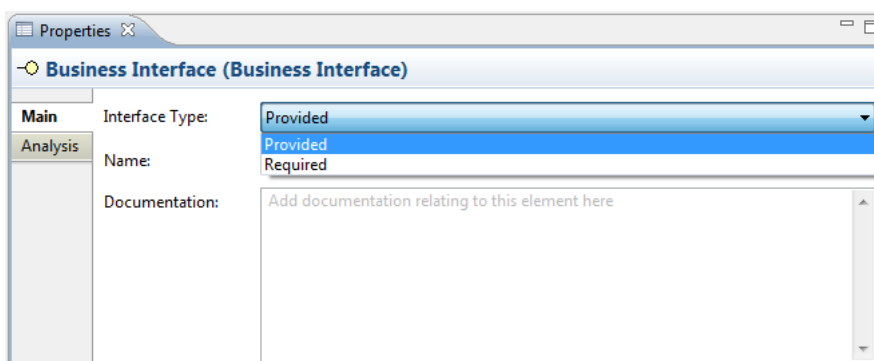 Properties
Business Interface (Business Interface)
Main
Interface Type:
Provided
Analysis
Provided
Name:
Required
Documentation:
Add documentation relating to this element here